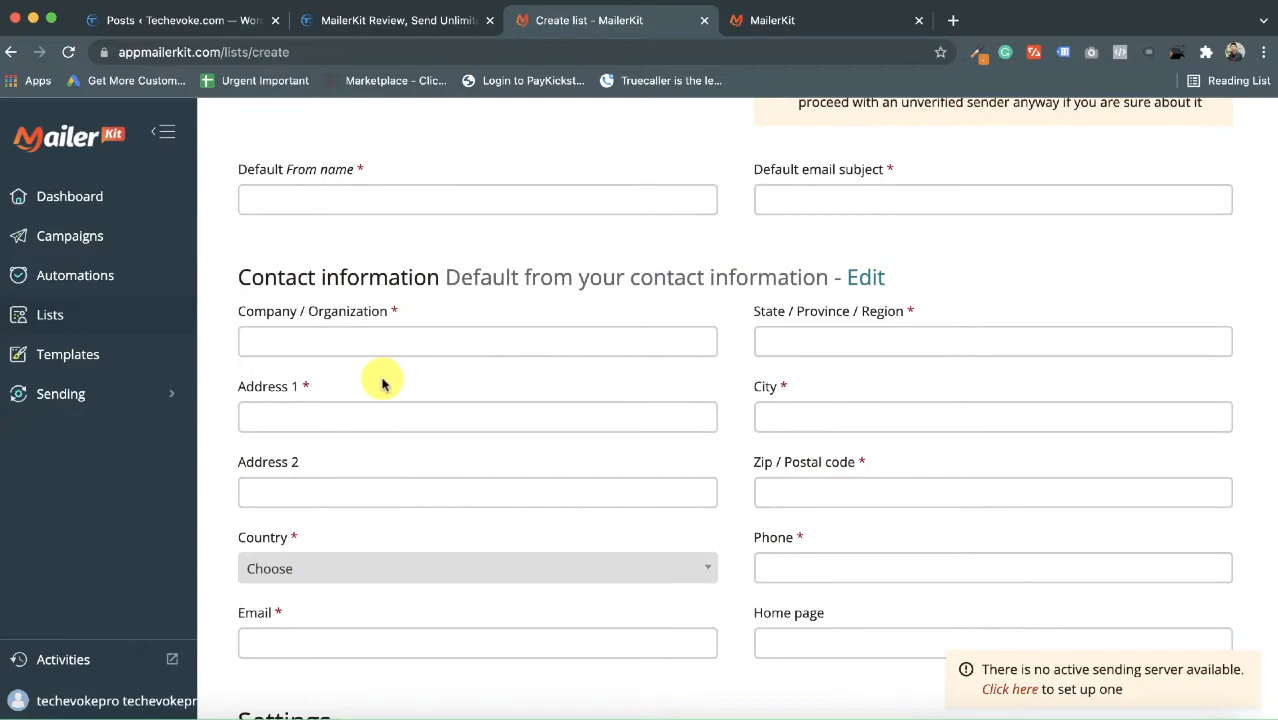 Posts ‹ Techevoke.com — Wor
MailerKit Review, Send Unlimit
Create list - MailerKit
MailerKit
appmailerkit.com/lists/create
Apps
Get More Custom...
Urgent Important
Marketplace - Clic...
Login to PayKickst...
Truecaller is the le...
Reading List
Mailer Kit
Dashboard
Campaigns
Automations
Lists
Templates
Sending
Activities
techevokepro techevokepr
proceed with an unverified sender anyway if you are sure about it
Default From name *
Default email subject *
Contact information Default from your contact information - Edit
Company / Organization *
State / Province / Region *
Address 1 *
City *
Address 2
Zip / Postal code *
Country *
Choose
Phone *
Email *
Home page
There is no active sending server available.
Click here to set up one
Settings